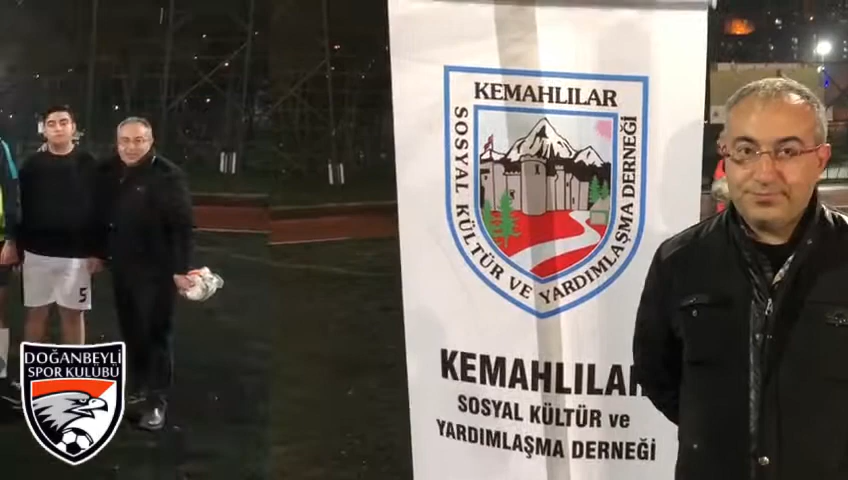 KEMAHLILAR
SOSYAL KÜLTÜR VE YARDIMLAŞMA DERNEĞİ
KEMAHLILAR
SOSYAL KÜLTÜR ve
YARDIMLAŞMA DERNEĞİ
5
DOĞANBEYLİ
SPOR KULÜBÜ